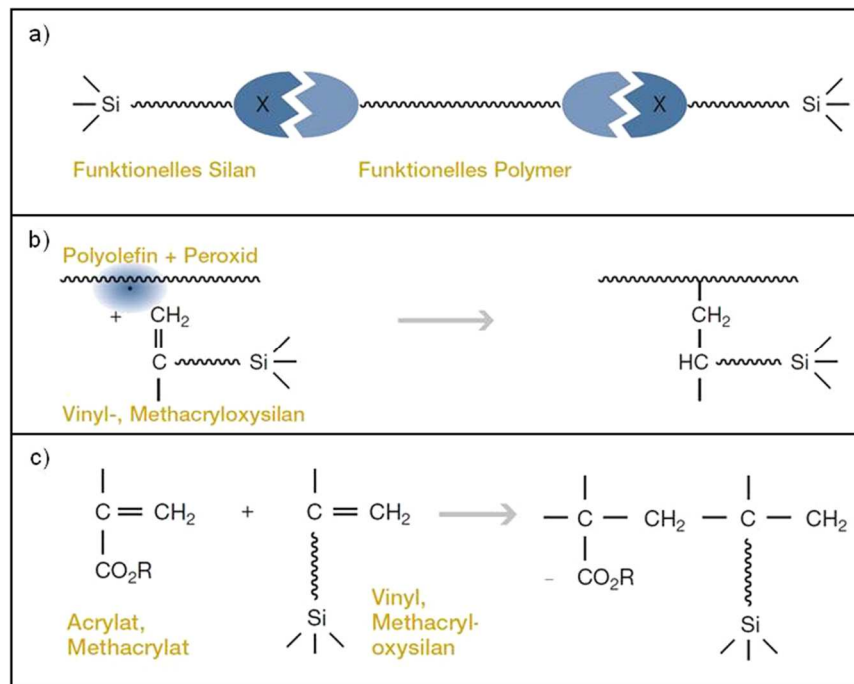 a)
Si X X Si
Funktionelles Silan Funktionelles Polymer
b)
Polyolefin + Peroxid
+ CH2 CH2
C Si HC Si
Vinyl-, Methacryloxysilan
c)
C = CH2 + C = CH2 — C — CH2 — C — CH2
CO2R – CO2R
Acrylat,
Methacrylat
Si
Vinyl,
Methacryl-
oxysilan
Si